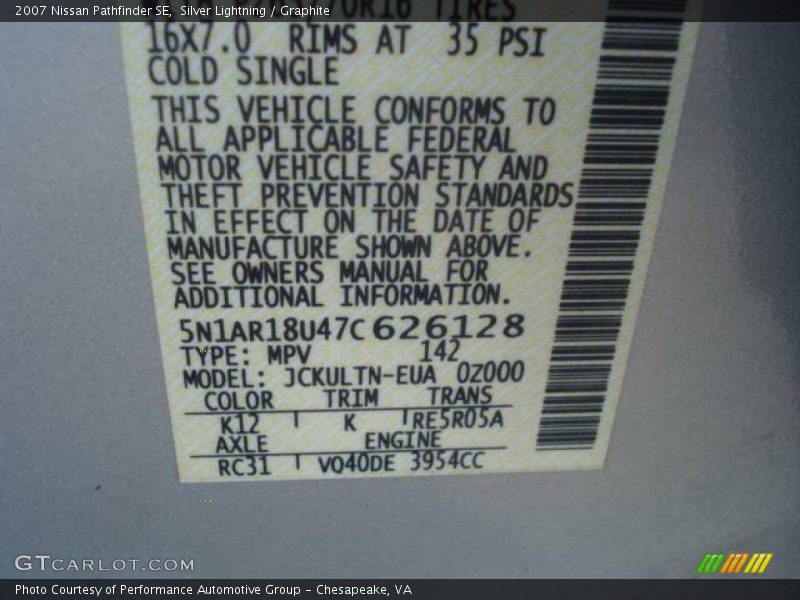 2007 Nissan Pathfinder SE, Silver Lightning / Graphite
TIRES
16X7.0 RIMS AT 35 PSI
COLD SINGLE
THIS VEHICLE CONFORMS TO
ALL APPLICABLE FEDERAL
MOTOR VEHICLE SAFETY AND
THEFT PREVENTION STANDARDS
IN EFFECT ON THE DATE OF
MANUFACTURE SHOWN ABOVE.
SEE OWNERS MANUAL FOR
ADDITIONAL INFORMATION.
5N1AR18U47C626128
TYPE: MPV 142
MODEL: JCKULTN-EUA 0Z000
COLOR TRIM TRANS
K12 K RE5R05A
AXLE ENGINE
RC31 VQ40DE 3954CC
GTCARLOT.COM
Photo Courtesy of Performance Automotive Group – Chesapeake, VA